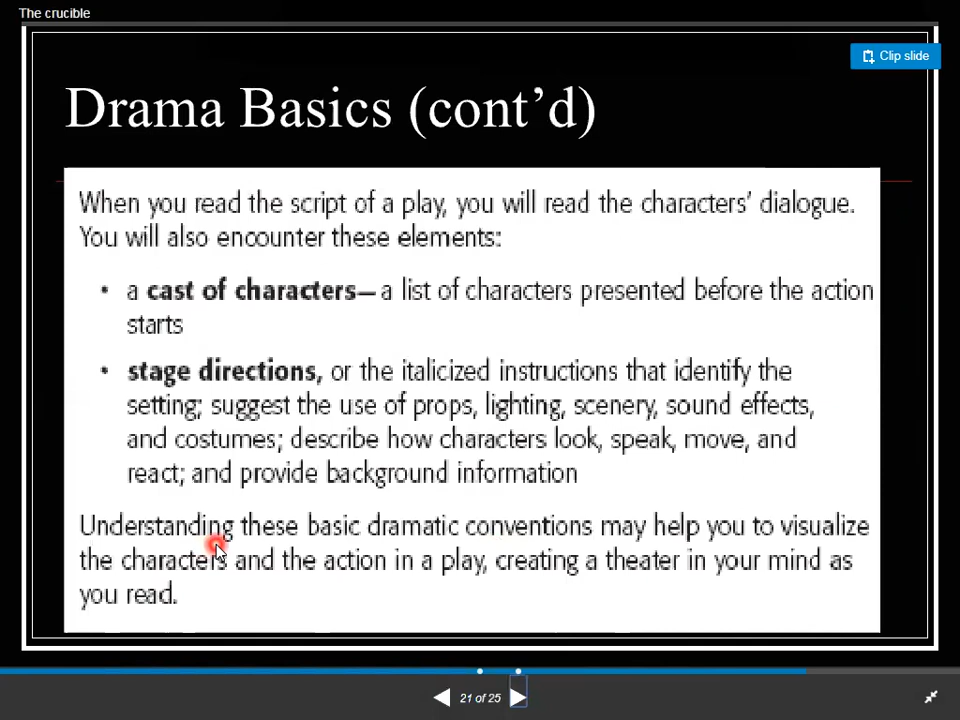 The crucible
Clip slide
Drama Basics (cont’d)
When you read the script of a play, you will read the characters’ dialogue.
You will also encounter these elements:
• a cast of characters—a list of characters presented before the action
starts
• stage directions, or the italicized instructions that identify the
setting; suggest the use of props, lighting, scenery, sound effects,
and costumes; describe how characters look, speak, move, and
react; and provide background information
Understanding these basic dramatic conventions may help you to visualize
the characters and the action in a play, creating a theater in your mind as
you read.
21 of 25